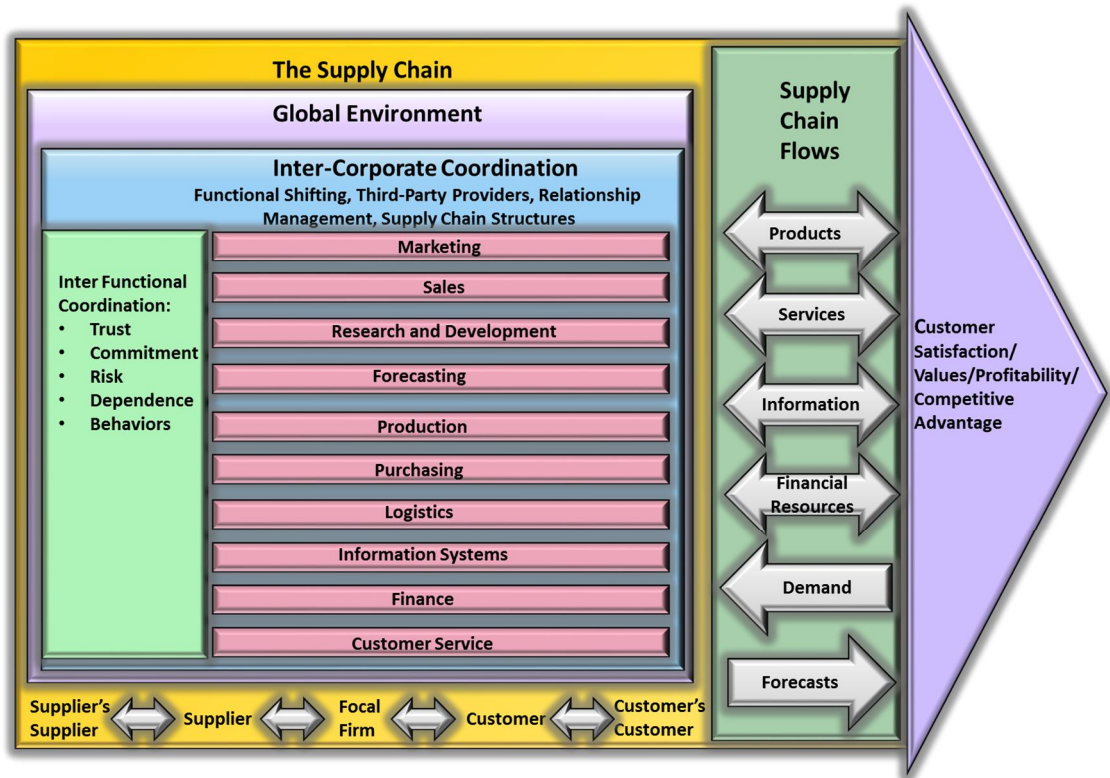 The Supply Chain
Global Environment
Inter-Corporate Coordination
Functional Shifting, Third-Party Providers, Relationship
Management, Supply Chain Structures
Inter Functional
Coordination:
• Trust
• Commitment
• Risk
• Dependence
• Behaviors
Marketing
Sales
Research and Development
Forecasting
Production
Purchasing
Logistics
Information Systems
Finance
Customer Service
Supplier's
Supplier
Supplier
Focal
Firm
Customer
Customer's
Customer
Supply
Chain
Flows
Products
Services
Information
Financial
Resources
Demand
Forecasts
Customer
Satisfaction/
Values/Profitability/
Competitive
Advantage